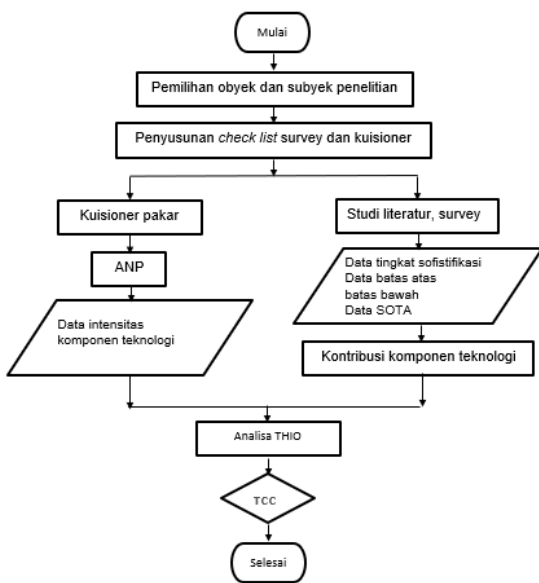 Mulai
Pemilihan obyek dan subyek penelitian
Penyusunan check list survey dan kuisioner
Kuisioner pakar
ANP
Data intensitas
komponen teknologi
Studi literatur, survey
Data tingkat sofistifikasi
Data batas atas
batas bawah
Data SOTA
Kontribusi komponen teknologi
Analisa THIO
TCC
Selesai